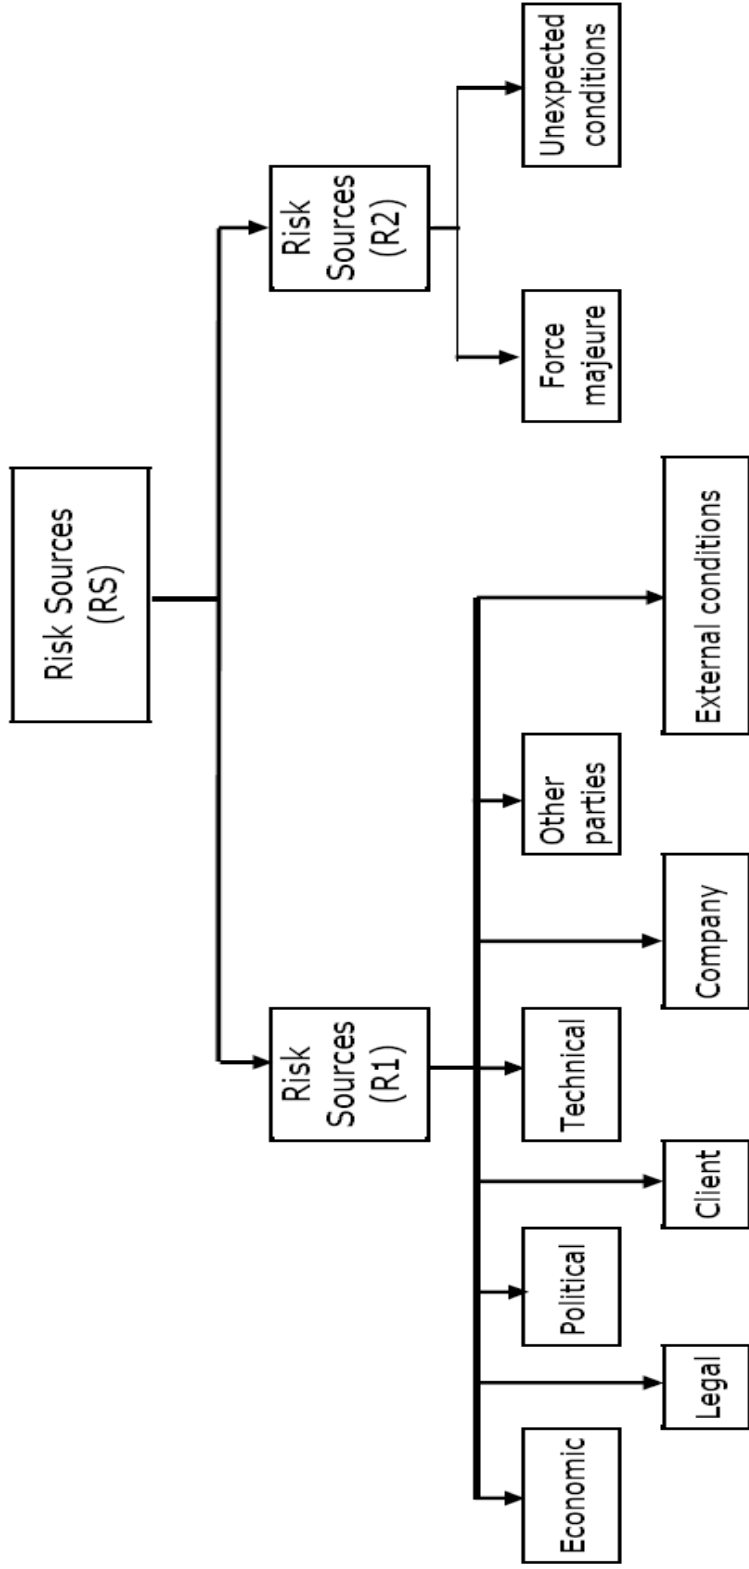 Risk Sources
(RS)
Risk
Sources
(R1)
Risk
Sources
(R2)
Economic
Political
Technical
Other
parties
Force
majeure
Unexpected
conditions
Legal
Client
Company
External conditions